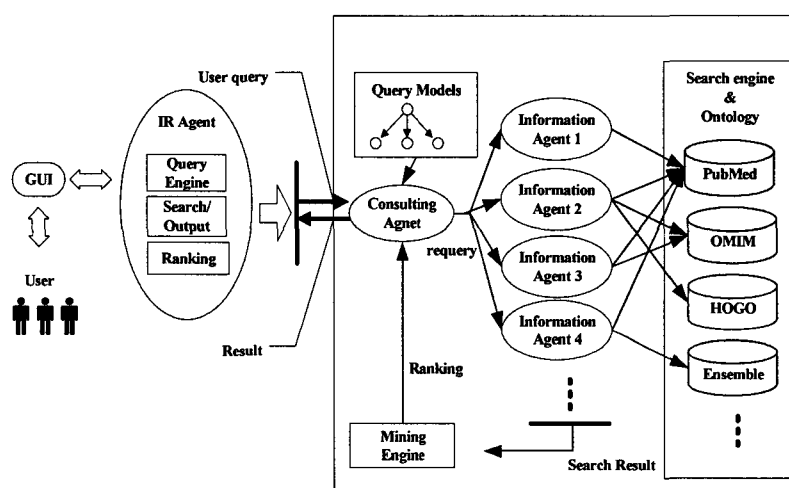 User query
IR Agent
Query
Engine
Search/
Output
Ranking
GUI
User
Result
Query Models
Consulting
Agnet
requery
Ranking
Mining
Engine
Information
Agent 1
Information
Agent 2
Information
Agent 3
Information
Agent 4
Search Result
Search engine
&
Ontology
PubMed
OMIM
HOGO
Ensemble